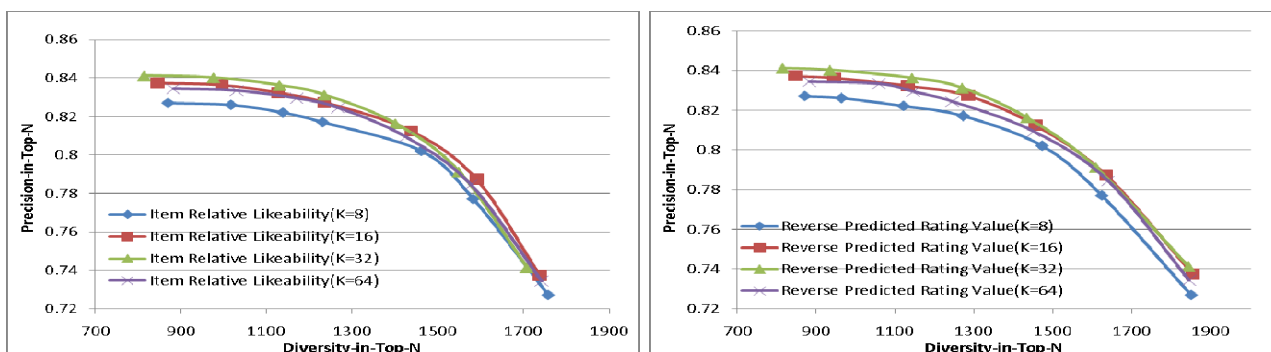 0.86
0.84
0.82
0.8
0.78
0.76
0.74
0.72
Precision-in-Top-N
Item Relative Likeability(K=8)
Item Relative Likeability(K=16)
Item Relative Likeability(K=32)
Item Relative Likeability(K=64)
700 900 1100 1300 1500 1700 1900
Diversity-in-Top-N
0.86
0.84
0.82
0.8
0.78
0.76
0.74
0.72
Precision-in-Top-N
Reverse Predicted Rating Value(K=8)
Reverse Predicted Rating Value(K=16)
Reverse Predicted Rating Value(K=32)
Reverse Predicted Rating Value(K=64)
700 900 1100 1300 1500 1700 1900
Diversity-in-Top-N